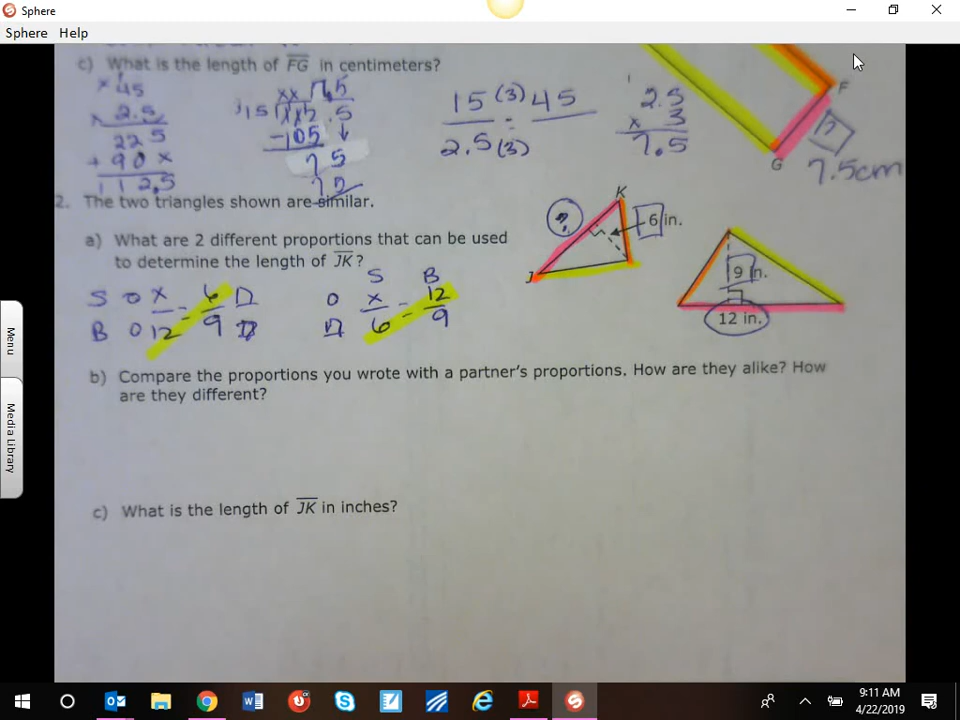 Sphere
Sphere Help
c) What is the length of FG in centimeters?
45
x 2.5
225
+ 90x
112.5
15
-105
75
15 (3) 45
2.5 (3)
=
2.5
x 3
7.5
F
?
G
7.5cm
2. The two triangles shown are similar.
a) What are 2 different proportions that can be used
to determine the length of JK?
S O x = 6
B O 12 9
S B
O x = 12
6 9
K
?
6 in.
J
9 in.
12 in.
b) Compare the proportions you wrote with a partner's proportions. How are they alike? How
are they different?
c) What is the length of JK in inches?
Menu
Media Library
9:11 AM
4/22/2019